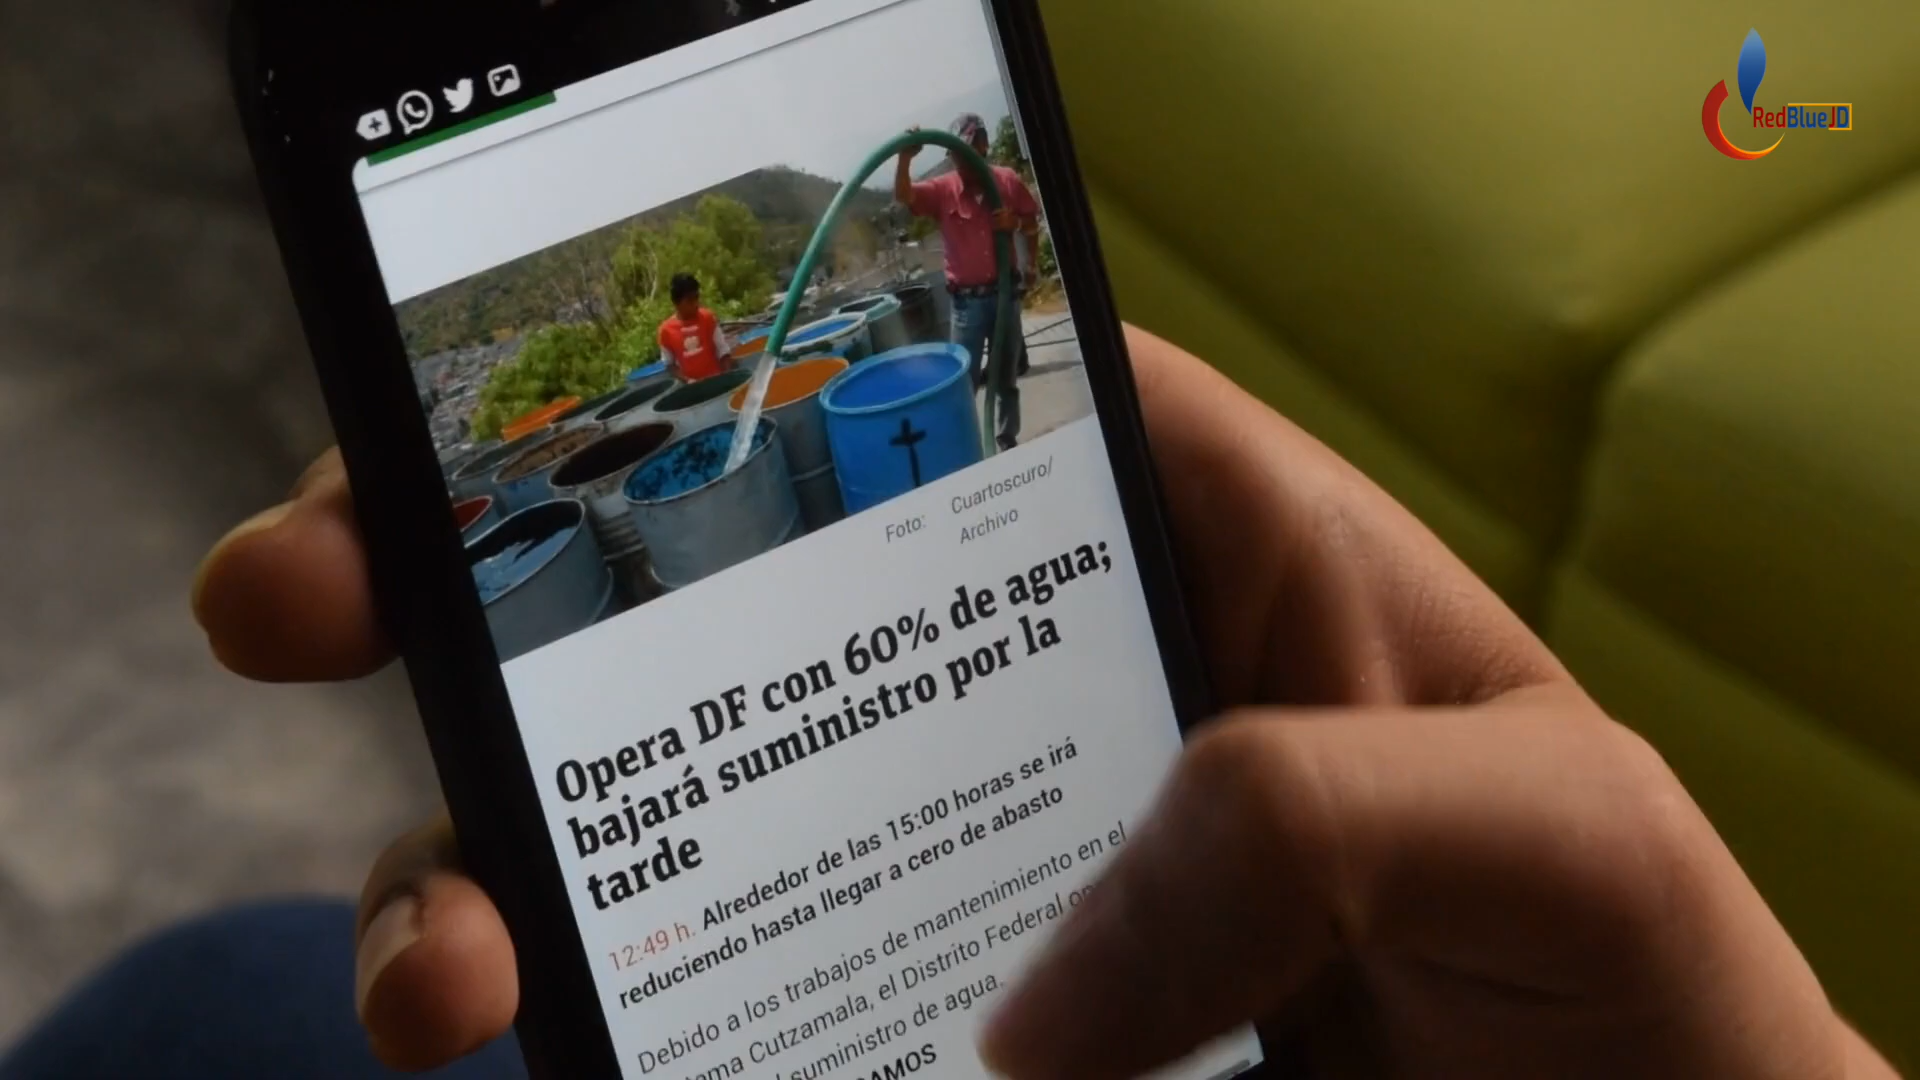 RedBlueJD
Foto: Cuartoscuro/
Archivo
Opera DF con 60% de agua;
bajará suministro por la
tarde
12:49 h. Alrededor de las 15:00 horas se irá
reduciendo hasta llegar a cero de abasto
Debido a los trabajos de mantenimiento en el
Cutzamala, el Distrito Federal
suministro de agua.